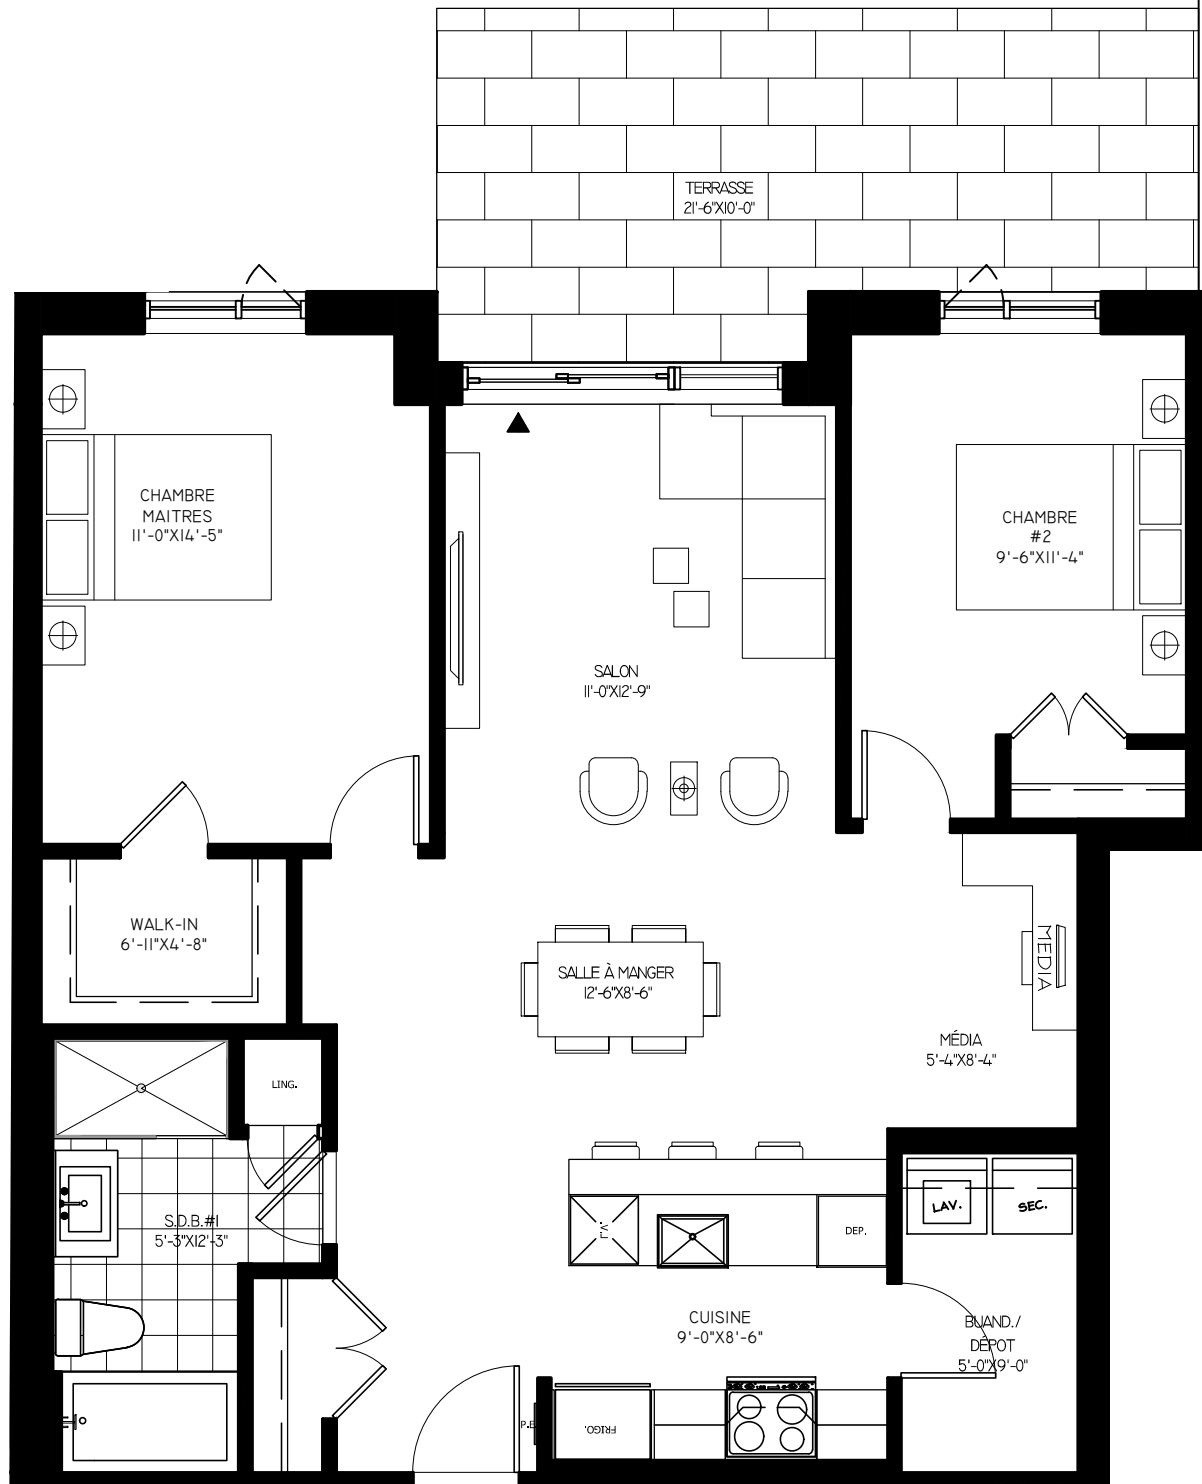 TERRASSE
21'-6"X10'-0"
CHAMBRE
MAITRES
11'-0"X14'-5"
CHAMBRE
#2
9'-6"X11'-4"
SALON
11'-0"X12'-9"
WALK-IN
6'-11"X4'-8"
SALLE À MANGER
12'-6"X8'-6"
MEDIA
MÉDIA
5'-4"X8'-4"
LING.
S.D.B.#1
5'-3"X12'-3"
L.V.
DEP.
LAV.
SEC.
CUISINE
9'-0"X8'-6"
BUAND./
DÉPOT
5'-0"X9'-0"
P.E
FRIGO.